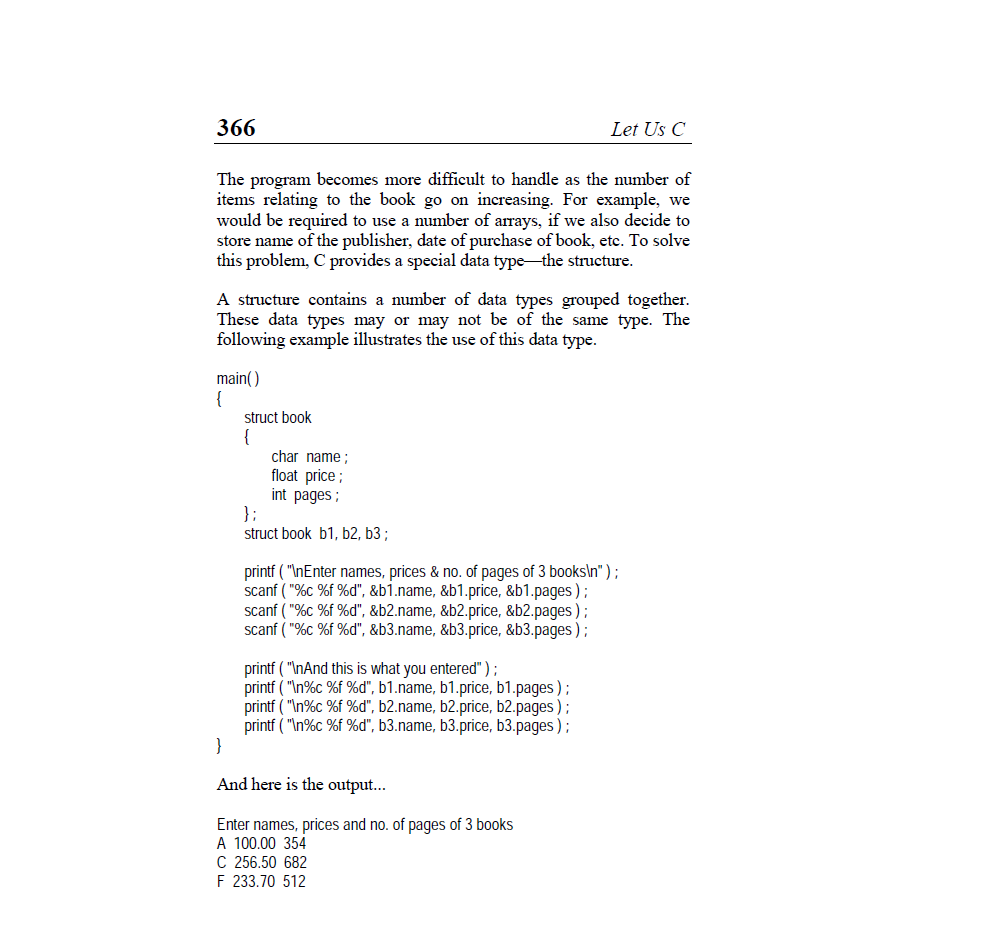 366 Let Us C
The program becomes more difficult to handle as the number of
items relating to the book go on increasing. For example, we
would be required to use a number of arrays, if we also decide to
store name of the publisher, date of purchase of book, etc. To solve
this problem, C provides a special data type—the structure.
A structure contains a number of data types grouped together.
These data types may or may not be of the same type. The
following example illustrates the use of this data type.
main( )
{
struct book
{
char name ;
float price ;
int pages ;
} ;
struct book b1, b2, b3 ;
printf ( "\nEnter names, prices & no. of pages of 3 books\n" ) ;
scanf ( "%c %f %d", &b1.name, &b1.price, &b1.pages ) ;
scanf ( "%c %f %d", &b2.name, &b2.price, &b2.pages ) ;
scanf ( "%c %f %d", &b3.name, &b3.price, &b3.pages ) ;
printf ( "\nAnd this is what you entered" ) ;
printf ( "\n%c %f %d", b1.name, b1.price, b1.pages ) ;
printf ( "\n%c %f %d", b2.name, b2.price, b2.pages ) ;
printf ( "\n%c %f %d", b3.name, b3.price, b3.pages ) ;
}
And here is the output...
Enter names, prices and no. of pages of 3 books
A 100.00 354
C 256.50 682
F 233.70 512